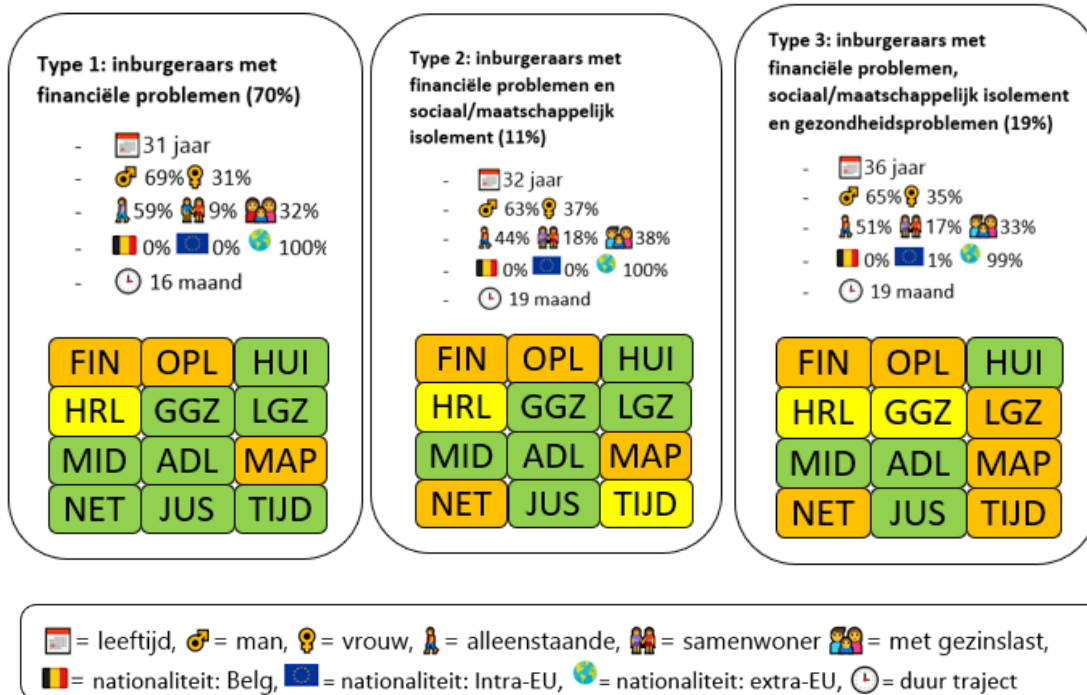 Type 1: inburgeraars met
financiële problemen (70%)
- 31 jaar
- 69% 31%
- 59% 9% 32%
- 0% 0% 100%
- 16 maand
FIN OPL HUI
HRL GGZ LGZ
MID ADL MAP
NET JUS TIJD
Type 2: inburgeraars met
financiële problemen en
sociaal/maatschappelijk
isolement (11%)
- 32 jaar
- 63% 37%
- 44% 18% 38%
- 0% 0% 100%
- 19 maand
FIN OPL HUI
HRL GGZ LGZ
MID ADL MAP
NET JUS TIJD
Type 3: inburgeraars met
financiële problemen,
sociaal/maatschappelijk isolement
en gezondheidsproblemen (19%)
- 36 jaar
- 65% 35%
- 51% 17% 33%
- 0% 1% 99%
- 19 maand
FIN OPL HUI
HRL GGZ LGZ
MID ADL MAP
NET JUS TIJD
= leeftijd, = man, = vrouw, = alleenstaande, = samenwoner = met gezinslast,
= nationaliteit: Belg, = nationaliteit: Intra-EU, = nationaliteit: extra-EU, = duur traject